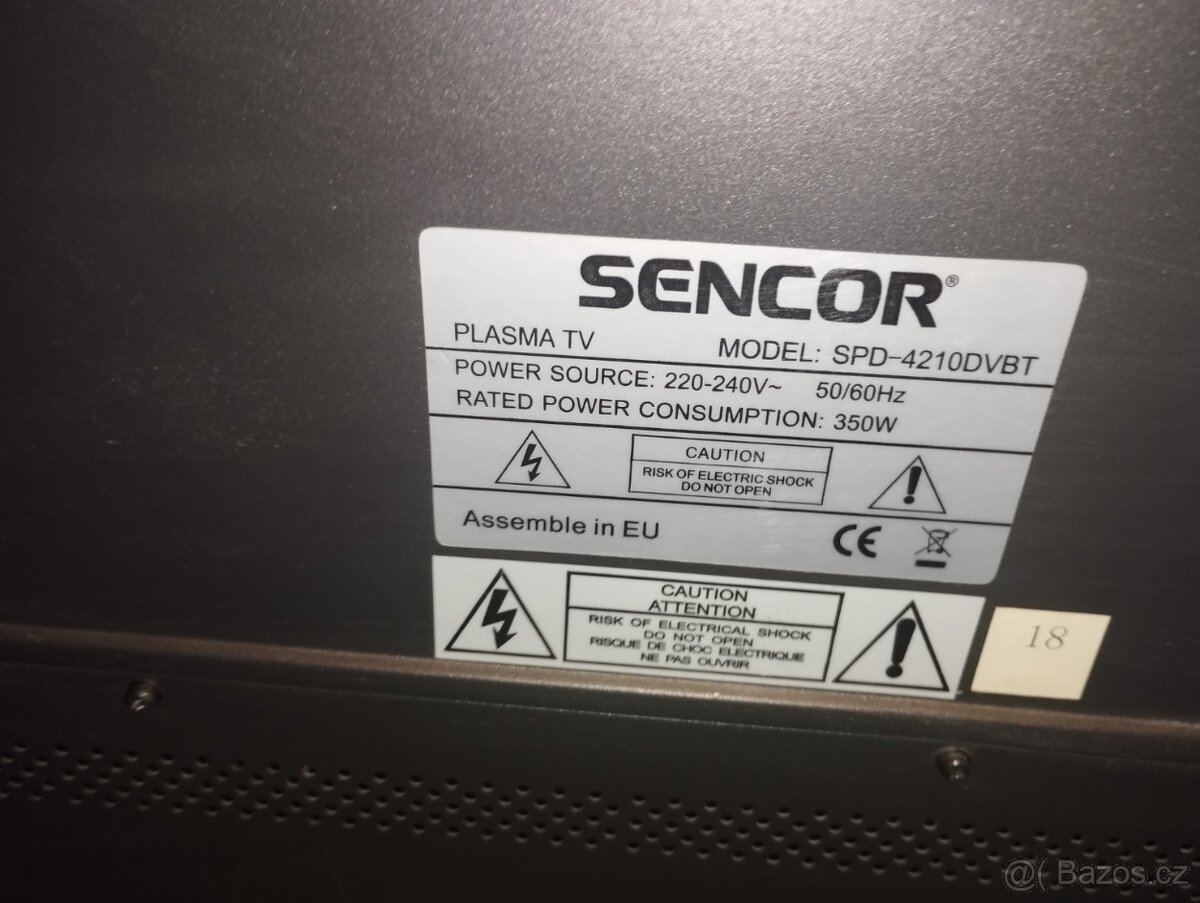 SENCOR®
PLASMA TV MODEL: SPD-4210DVBT
POWER SOURCE: 220-240V~ 50/60Hz
RATED POWER CONSUMPTION: 350W
CAUTION
RISK OF ELECTRIC SHOCK
DO NOT OPEN
Assemble in EU CE
CAUTION
ATTENTION
RISK OF ELECTRICAL SHOCK
DO NOT OPEN
RISQUE DE CHOC ELECTRIQUE
NE PAS OUVRIR
18
@( Bazos.cz